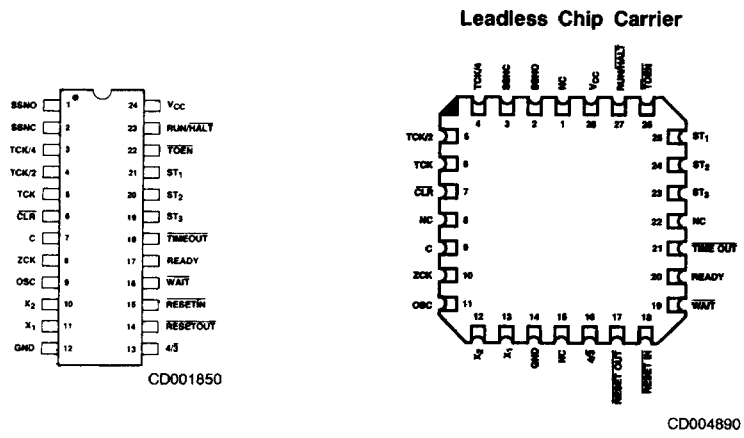 Leadless Chip Carrier
SSNO 1 24 VCC
SSNC 2 23 RUN/HALT
TCK/4 3 22 TOEN
TCK/2 4 21 ST1
TCK 5 20 ST2
CLR 6 19 ST3
C 7 18 TIMEOUT
ZCK 8 17 READY
OSC 9 16 WAIT
X2 10 15 RESETIN
X1 11 14 RESETOUT
GND 12 13 4/5
CD001850
TCK/4 SSNC SSNO NC VCC RUN/HALT TOEN
4 3 2 1 28 27 26
TCK/2 5 25 ST1
TCK 6 24 ST2
CLR 7 23 ST3
NC 8 22 NC
C 9 21 TIME OUT
ZCK 10 20 READY
OSC 11 19 WAIT
12 13 14 15 16 17 18
X2 X1 GND NC 4/5 RESET OUT RESET IN
CD004890